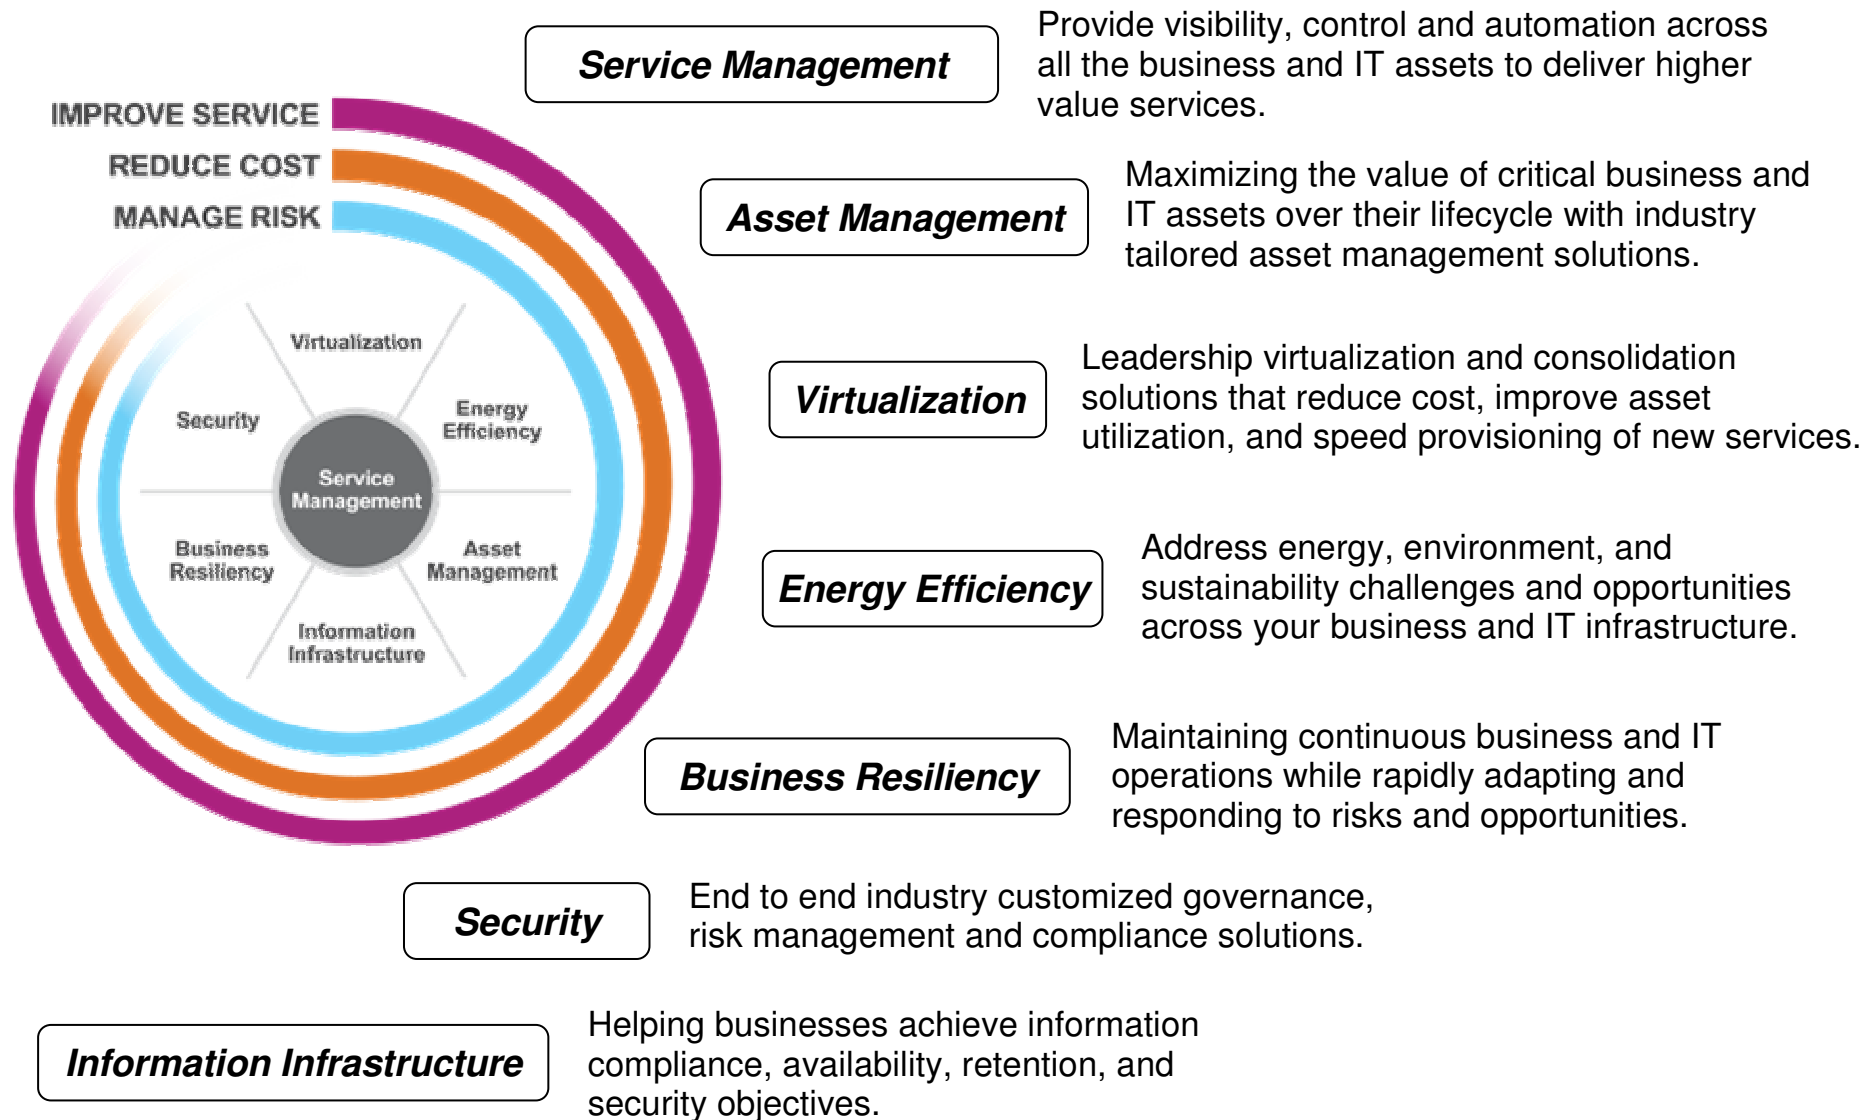 Service Management
Provide visibility, control and automation across
all the business and IT assets to deliver higher
value services.
IMPROVE SERVICE
REDUCE COST
MANAGE RISK
Asset Management
Maximizing the value of critical business and
IT assets over their lifecycle with industry
tailored asset management solutions.
Virtualization
Security
Energy
Efficiency
Service
Management
Business
Resiliency
Asset
Management
Information
Infrastructure
Virtualization
Leadership virtualization and consolidation
solutions that reduce cost, improve asset
utilization, and speed provisioning of new services.
Energy Efficiency
Address energy, environment, and
sustainability challenges and opportunities
across your business and IT infrastructure.
Business Resiliency
Maintaining continuous business and IT
operations while rapidly adapting and
responding to risks and opportunities.
Security
End to end industry customized governance,
risk management and compliance solutions.
Information Infrastructure
Helping businesses achieve information
compliance, availability, retention, and
security objectives.